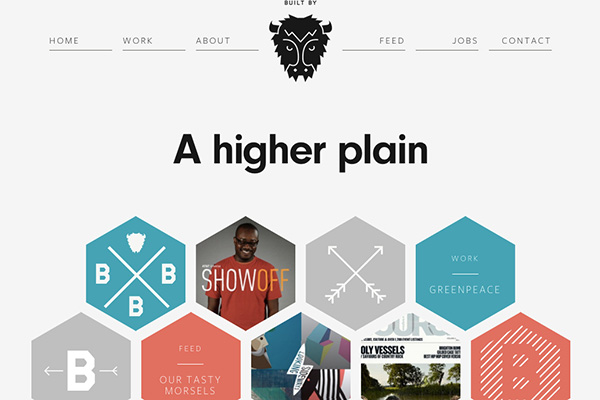 BUILT BY
HOME
WORK
ABOUT
FEED
JOBS
CONTACT
A higher plain
B B
B
SHOWOFF
WORK
GREENPEACE
B
FEED
OUR TASTY
MORSELS
OLY VESSELS
B